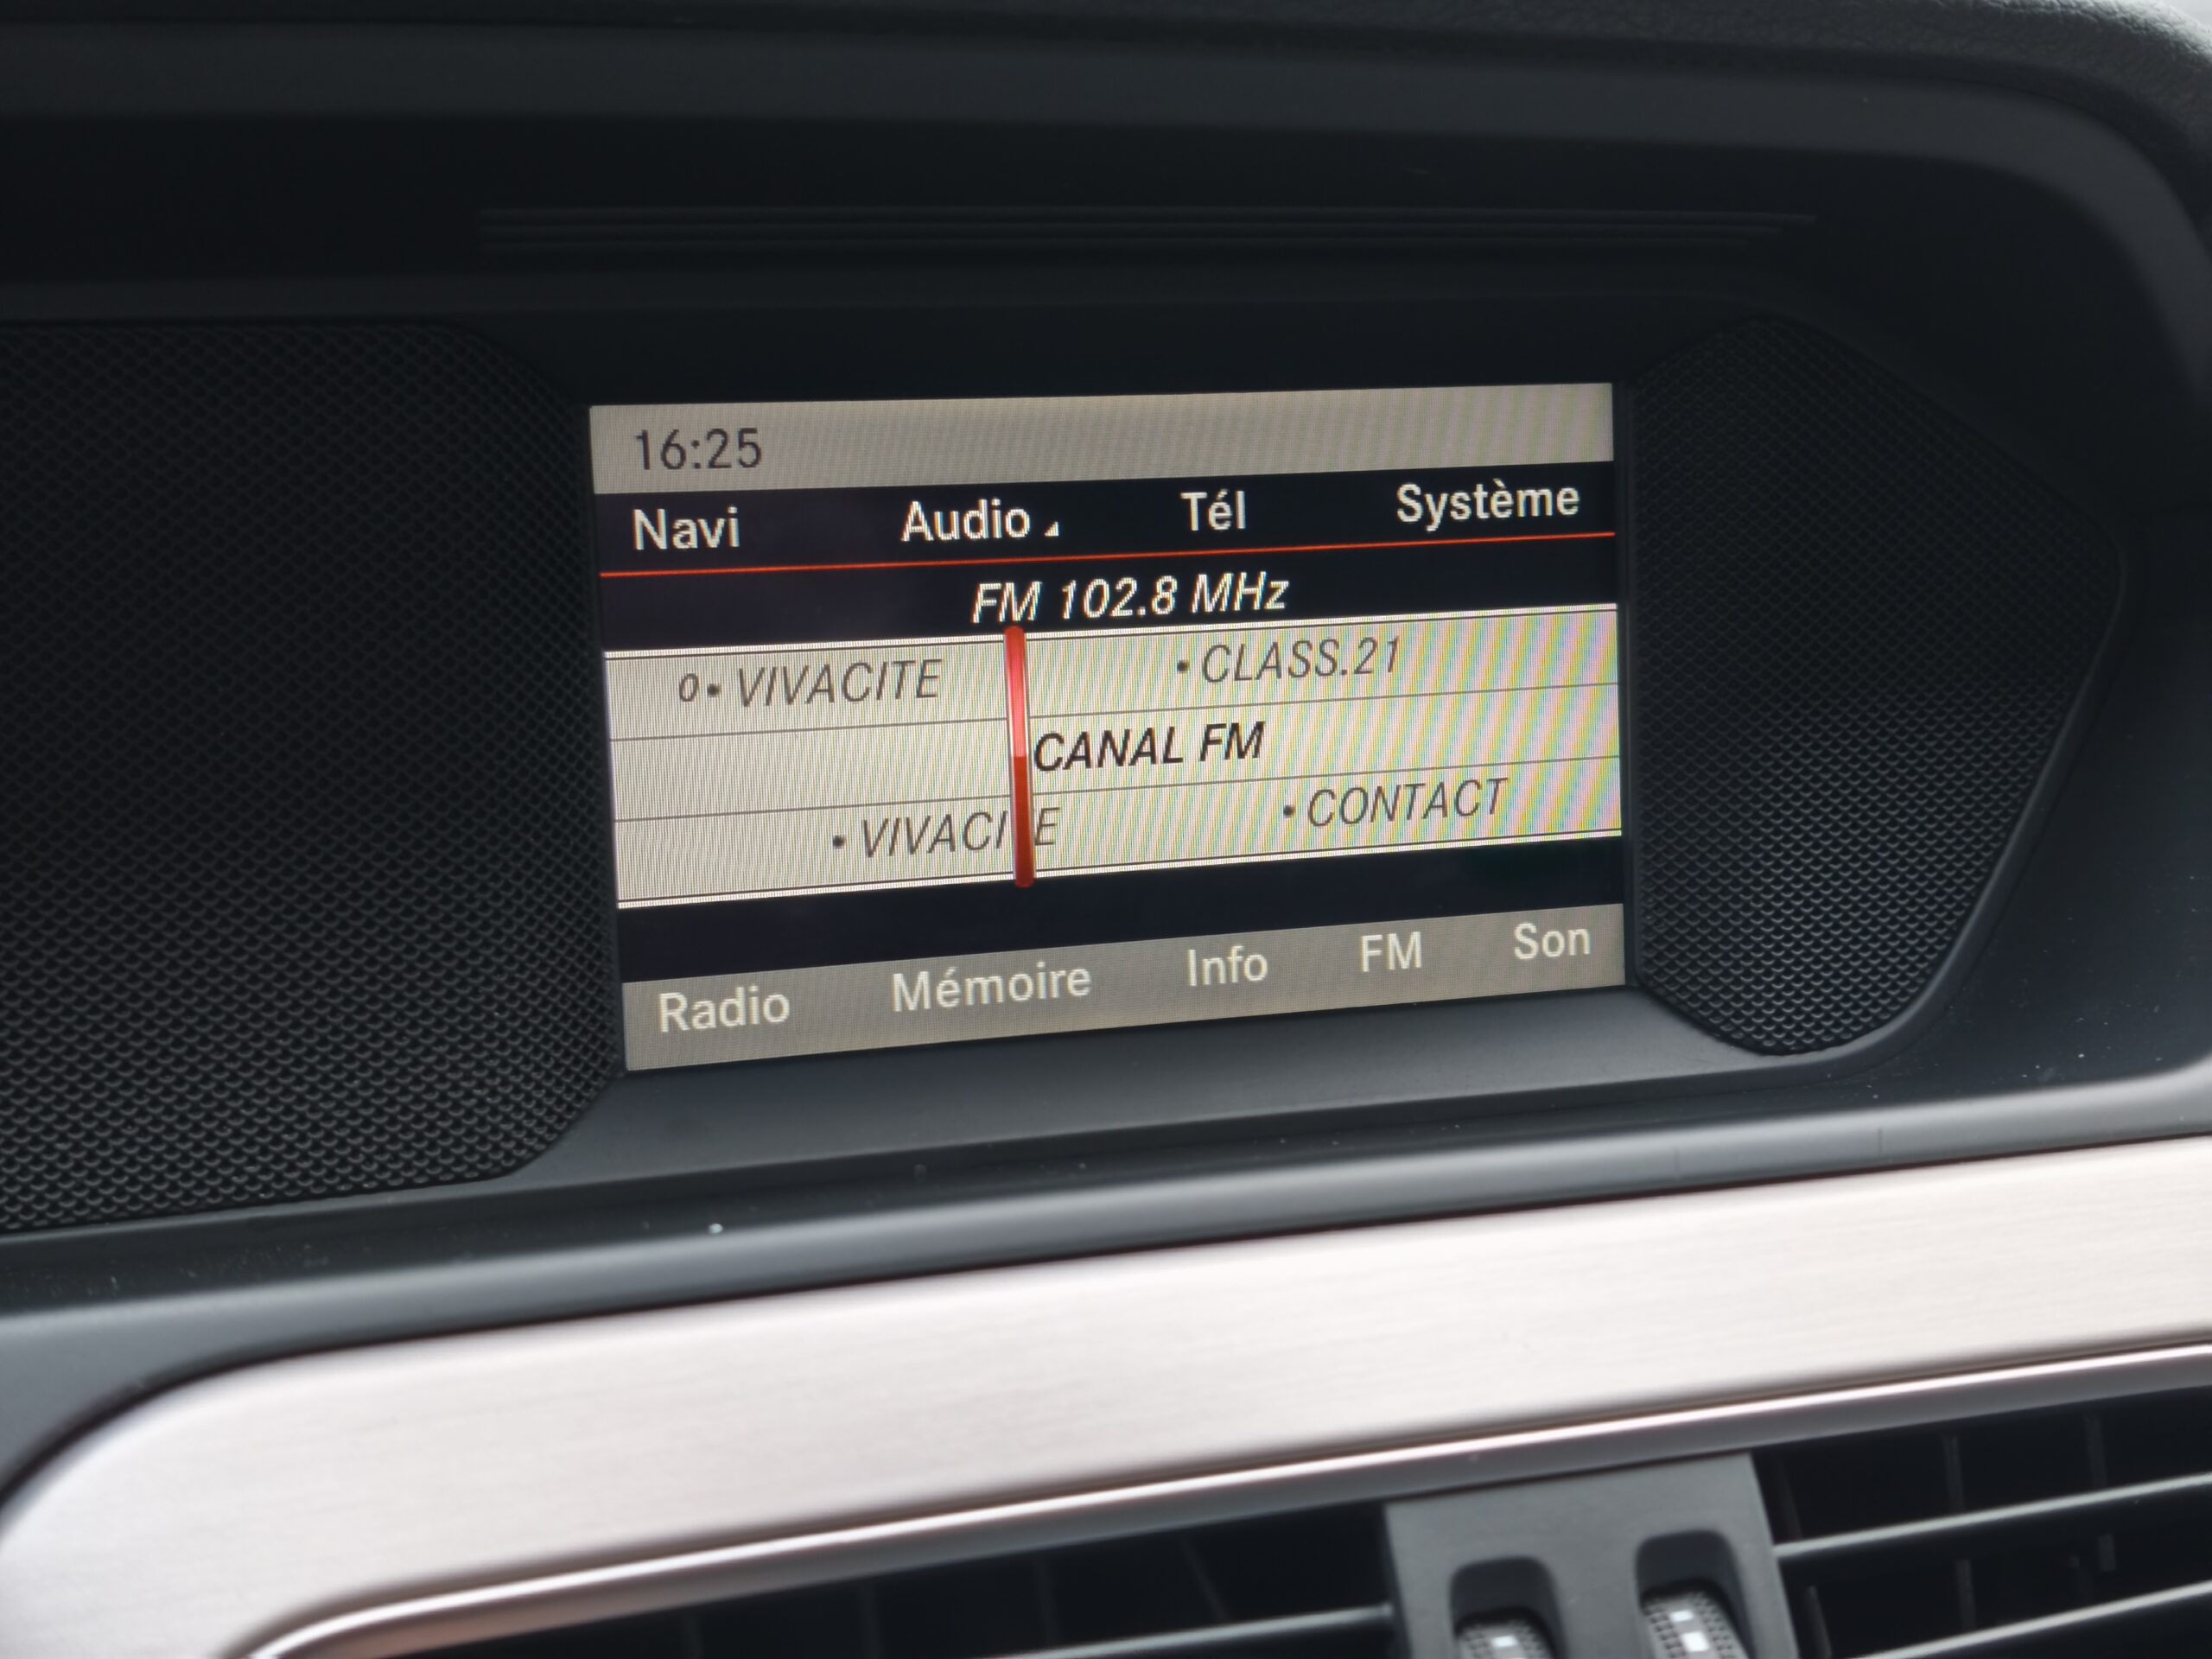 16:25
Navi Audio Tél Système
FM 102.8 MHz
0• VIVACITE • CLASS.21
CANAL FM
• VIVACI E • CONTACT
Radio Mémoire Info FM Son